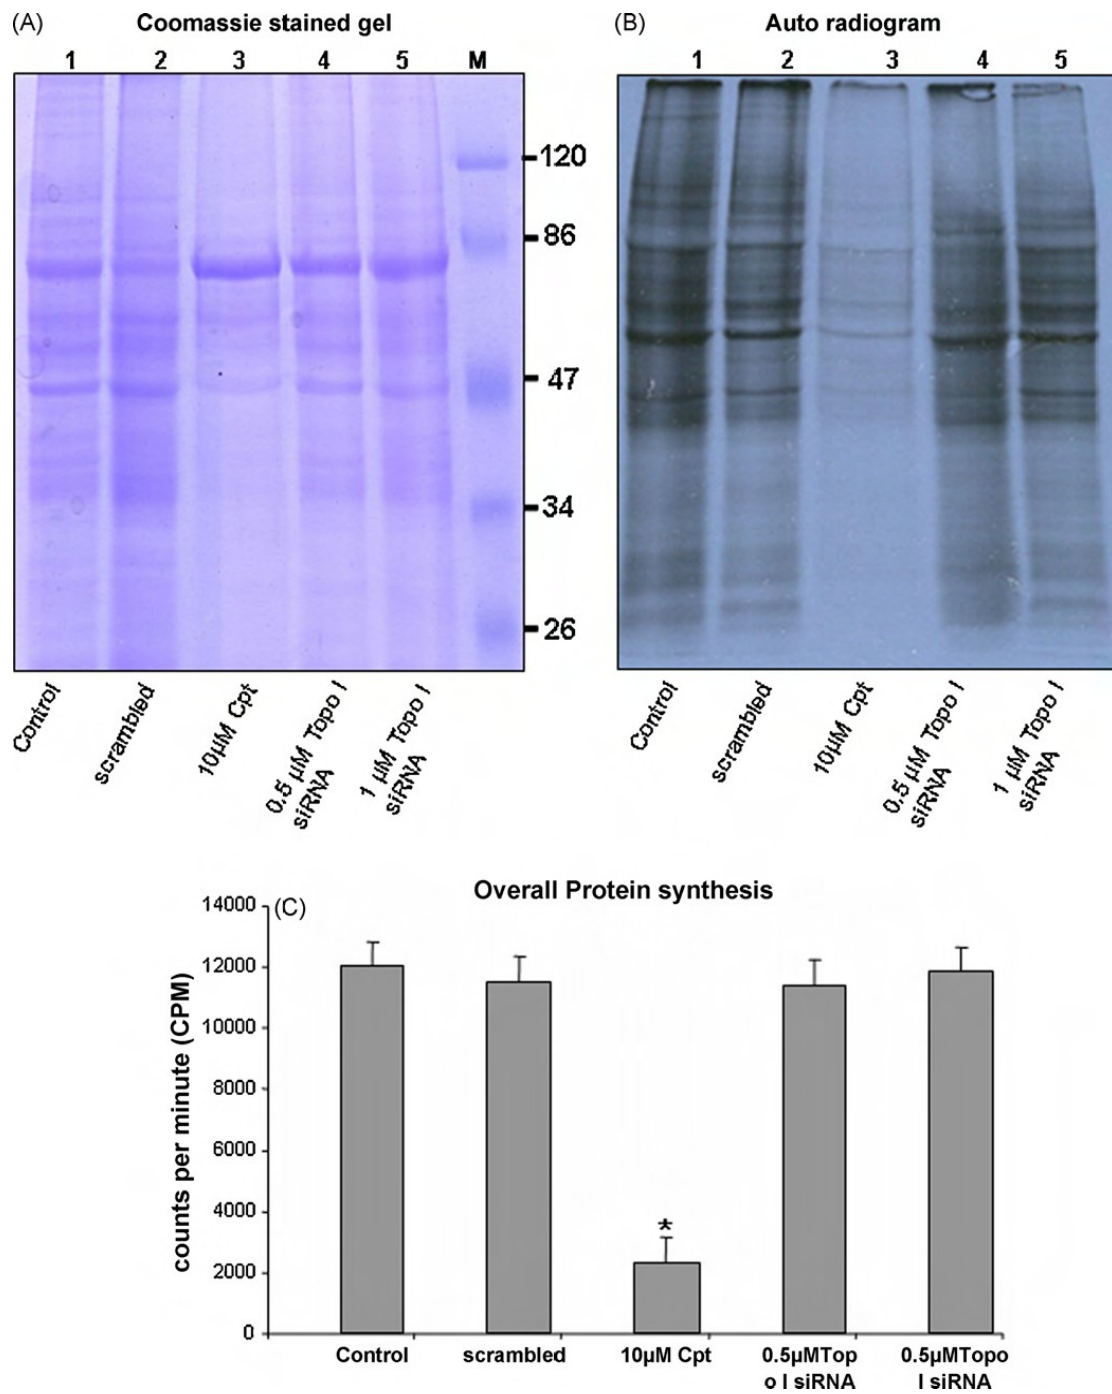 (A) Coomassie stained gel
1 2 3 4 5 M
120
86
47
34
26
Control
scrambled
10µM Cpt
0.5 µM Topo I
siRNA
1 µM Topo I
siRNA
(B) Auto radiogram
1 2 3 4 5
Control
scrambled
10µM Cpt
0.5 µM Topo I
siRNA
1 µM Topo I
siRNA
Overall Protein synthesis
(C)
counts per minute (CPM)
14000
12000
10000
8000
6000
4000
2000
0
*
Control
scrambled
10µM Cpt
0.5µMTop
o I siRNA
0.5µMTopo
I siRNA